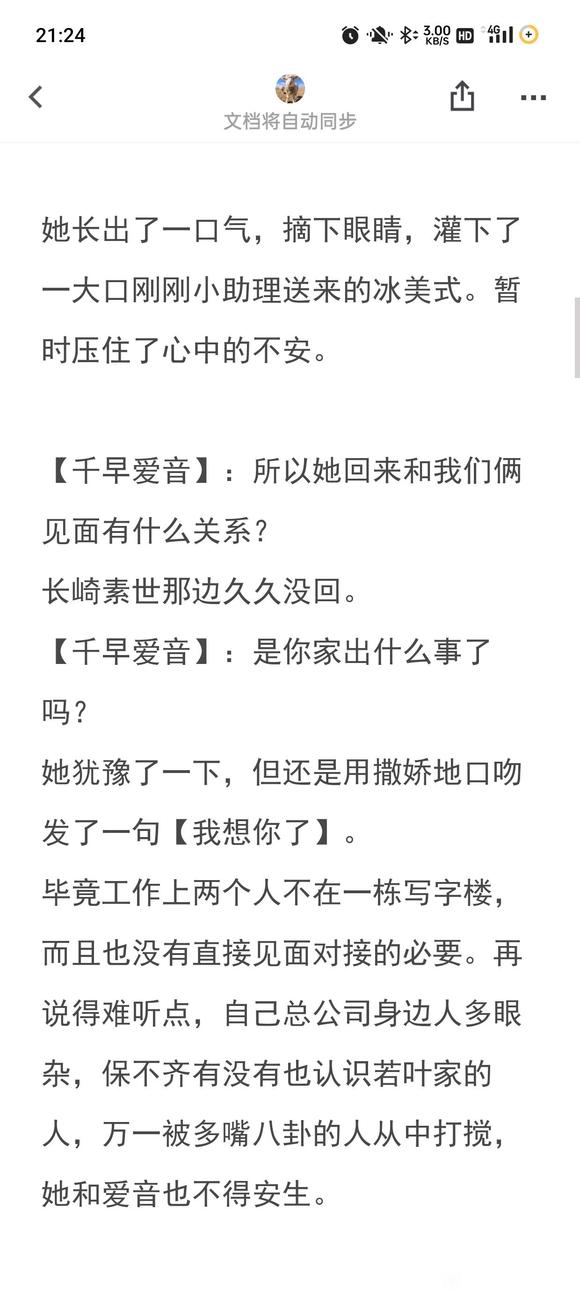 21:24
3.00
KB/S
HD
4G
文档将自动同步
她长出了一口气，摘下眼睛，灌下了
一大口刚刚小助理送来的冰美式。暂
时压住了心中的不安。
【千早爱音】：所以她回来和我们俩
见面有什么关系？
长崎素世那边久久没回。
【千早爱音】：是你家出什么事了
吗？
她犹豫了一下，但还是用撒娇地口吻
发了一句【我想你了】。
毕竟工作上两个人不在一栋写字楼，
而且也没有直接见面对接的必要。再
说得难听点，自己总公司身边人多眼
杂，保不齐有没有也认识若叶家的
人，万一被多嘴八卦的人从中打搅，
她和爱音也不得安生。